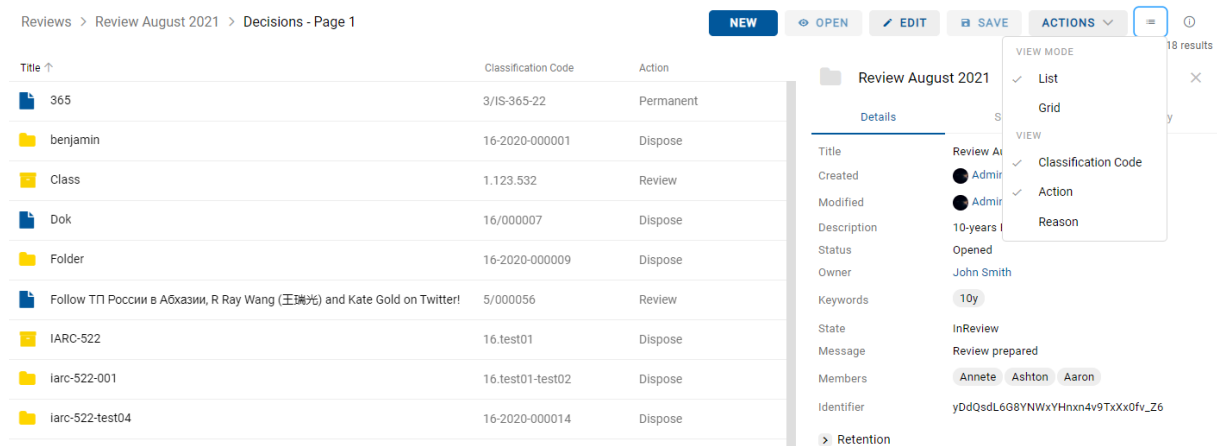 Reviews > Review August 2021 > Decisions - Page 1
NEW
OPEN
EDIT
SAVE
ACTIONS
18 results
Title ↑ Classification Code Action
365 3/IS-365-22 Permanent
benjamin 16-2020-000001 Dispose
Class 1.123.532 Review
Dok 16/000007 Dispose
Folder 16-2020-000009 Dispose
Follow ТП России в Абхазии, R Ray Wang (王瑞光) and Kate Gold on Twitter! 5/000056 Review
IARC-522 16.test01 Dispose
iarc-522-001 16.test01-test02 Dispose
iarc-522-test04 16-2020-000014 Dispose
VIEW MODE
List
Grid
VIEW
Classification Code
Action
Reason
Review August 2021
Details S y
Title Review Au
Created Admin
Modified Admin
Description 10-years
Status Opened
Owner John Smith
Keywords 10y
State InReview
Message Review prepared
Members Annete Ashton Aaron
Identifier yDdQsdL6G8YNWxYHnxn4v9TxXx0fv_Z6
> Retention